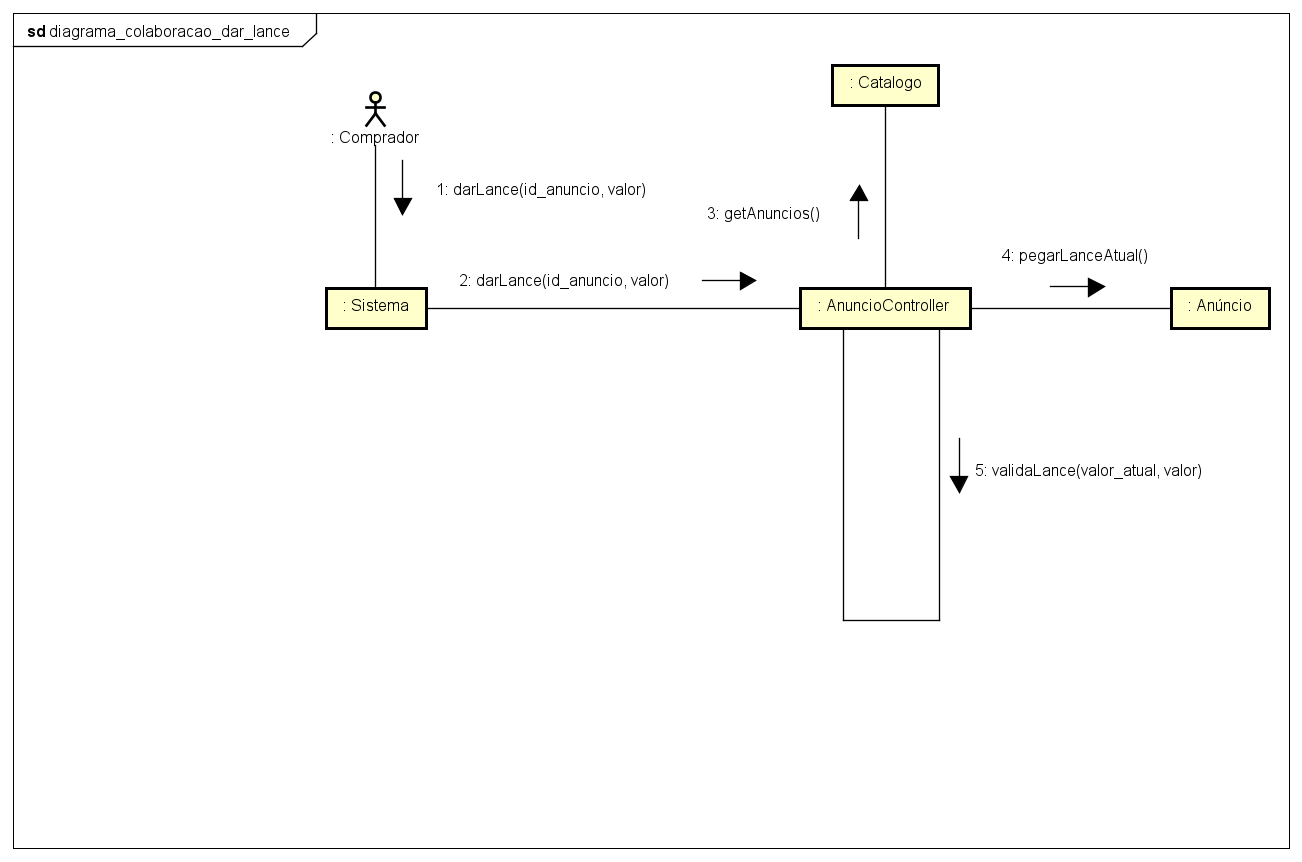 sd diagrama_colaboracao_dar_lance
: Catalogo
: Comprador
1: darLance(id_anuncio, valor)
3: getAnuncios()
4: pegarLanceAtual()
2: darLance(id_anuncio, valor)
: Sistema
: AnuncioController
: Anúncio
5: validaLance(valor_atual, valor)